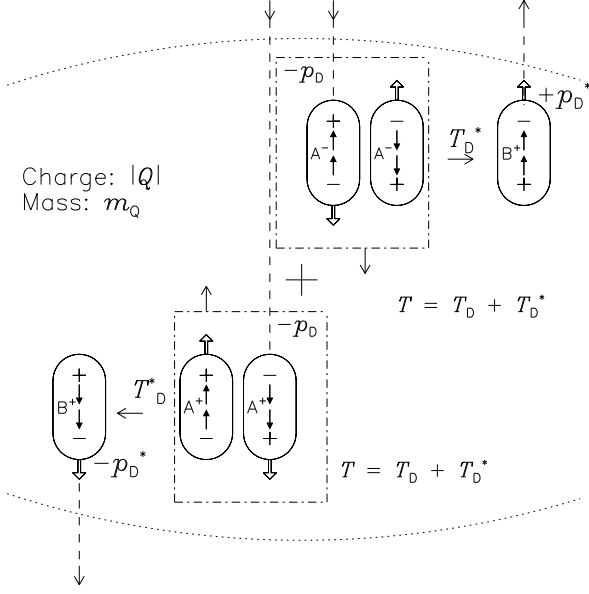 −p_D
+p_D*
+ −
A⁻ A⁻
T_D*
B⁺
−
− +
+
Charge: |Q|
Mass: m_Q
+
T = T_D + T_D*
−p_D
+ + −
B⁺
T*_D
A⁺ A⁺
− − +
−p_D*
T = T_D + T_D*